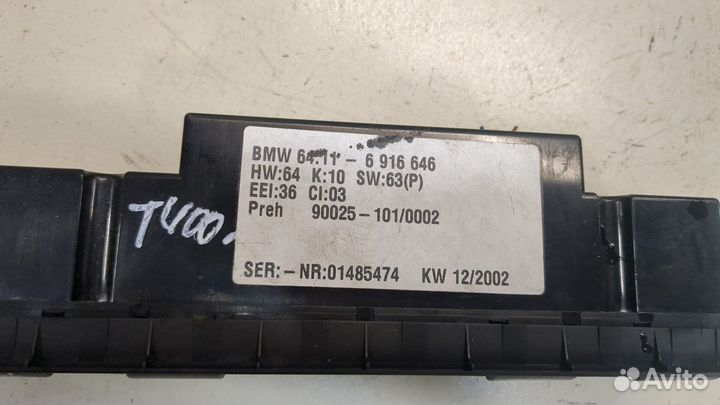 BMW 64.11 - 6 916 646
HW:64 K:10 SW:63(P)
EEI:36 CI:03
Preh 90025-101/0002
SER:-NR:01485474 KW 12/2002
T400.
Avito